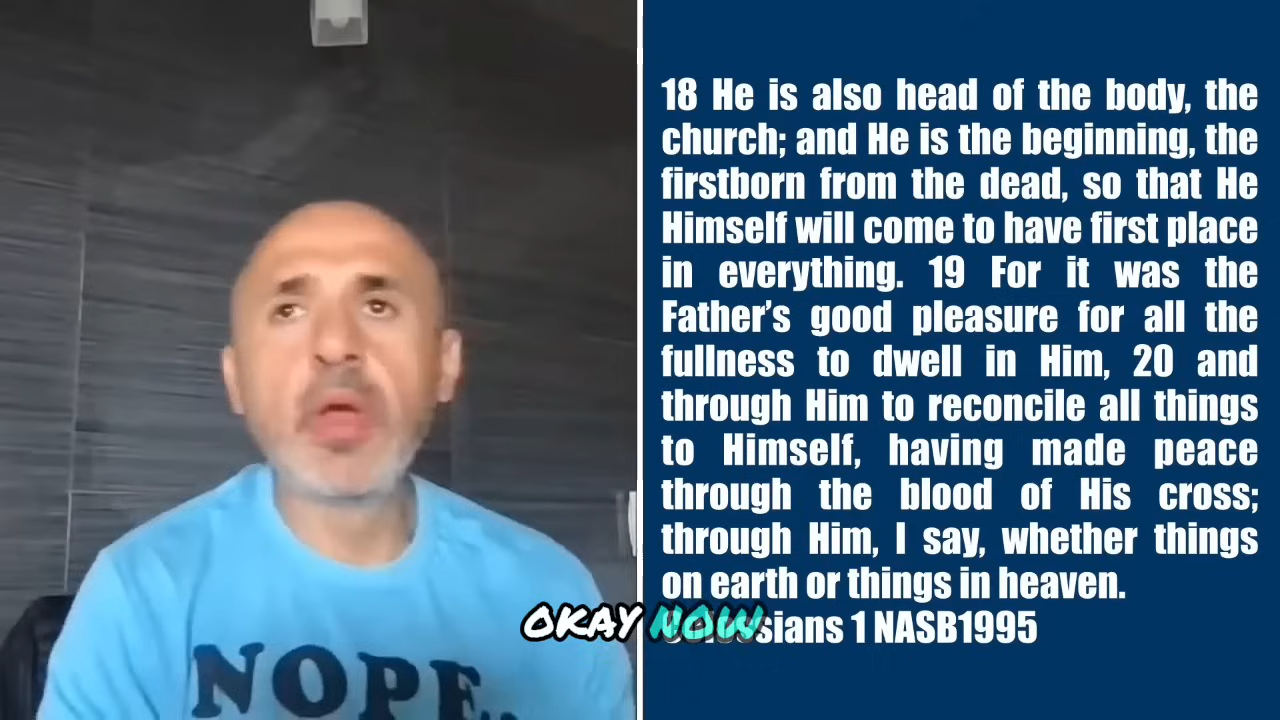 18 He is also head of the body, the
church; and He is the beginning, the
firstborn from the dead, so that He
Himself will come to have first place
in everything. 19 For it was the
Father's good pleasure for all the
fullness to dwell in Him, 20 and
through Him to reconcile all things
to Himself, having made peace
through the blood of His cross;
through Him, I say, whether things
on earth or things in heaven.
Colossians 1 NASB1995
OKAY NOW
NOPE.